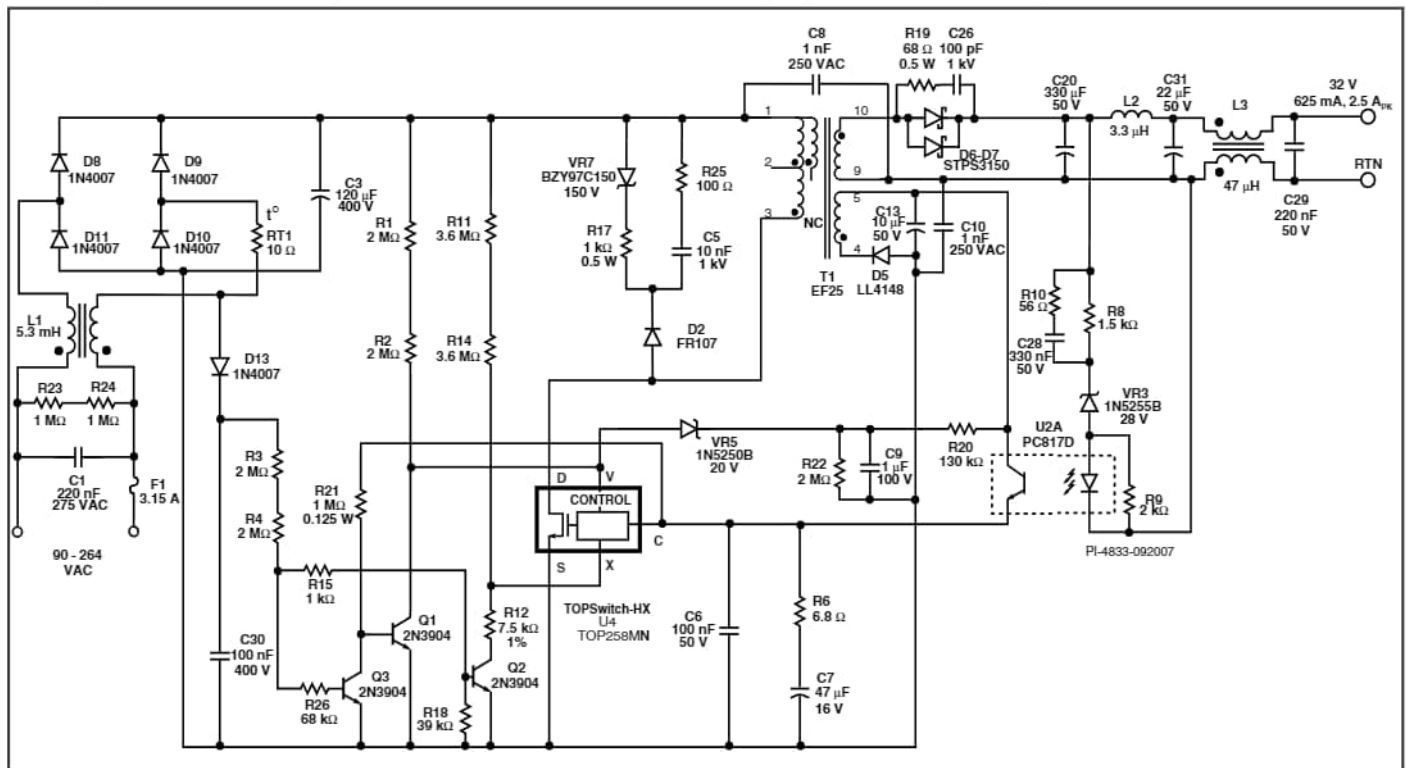 C8
1 nF
250 VAC
R19
68 Ω
0.5 W
C26
100 pF
1 kV
C20
330 μF
50 V
L2
3.3 μH
C31
22 μF
50 V
L3
47 μH
32 V
625 mA, 2.5 APK
RTN
C29
220 nF
50 V
D8
1N4007
D9
1N4007
D11
1N4007
D10
1N4007
t°
RT1
10 Ω
C3
120 μF
400 V
R1
2 MΩ
R11
3.6 MΩ
VR7
BZY97C150
150 V
R25
100 Ω
R17
1 kΩ
0.5 W
C5
10 nF
1 kV
1
2
3
NC
10
9
5
4
D6-D7
STPS3150
C13
10 μF
50 V
C10
1 nF
250 VAC
T1
EF25
D5
LL4148
L1
5.3 mH
D13
1N4007
R2
2 MΩ
R14
3.6 MΩ
D2
FR107
R10
56 Ω
C28
330 nF
50 V
R8
1.5 kΩ
R23
1 MΩ
R24
1 MΩ
C1
220 nF
275 VAC
F1
3.15 A
90 - 264
VAC
R3
2 MΩ
R4
2 MΩ
R21
1 MΩ
0.125 W
VR5
1N5250B
20 V
R22
2 MΩ
C9
1 μF
100 V
R20
130 kΩ
U2A
PC817D
VR3
1N5255B
28 V
R9
2 kΩ
PI-4833-092007
D
V
CONTROL
C
S
X
TOPSwitch-HX
U4
TOP258MN
R15
1 kΩ
R12
7.5 kΩ
1%
C30
100 nF
400 V
Q1
2N3904
Q3
2N3904
Q2
2N3904
R26
68 kΩ
R18
39 kΩ
C6
100 nF
50 V
R6
6.8 Ω
C7
47 μF
16 V